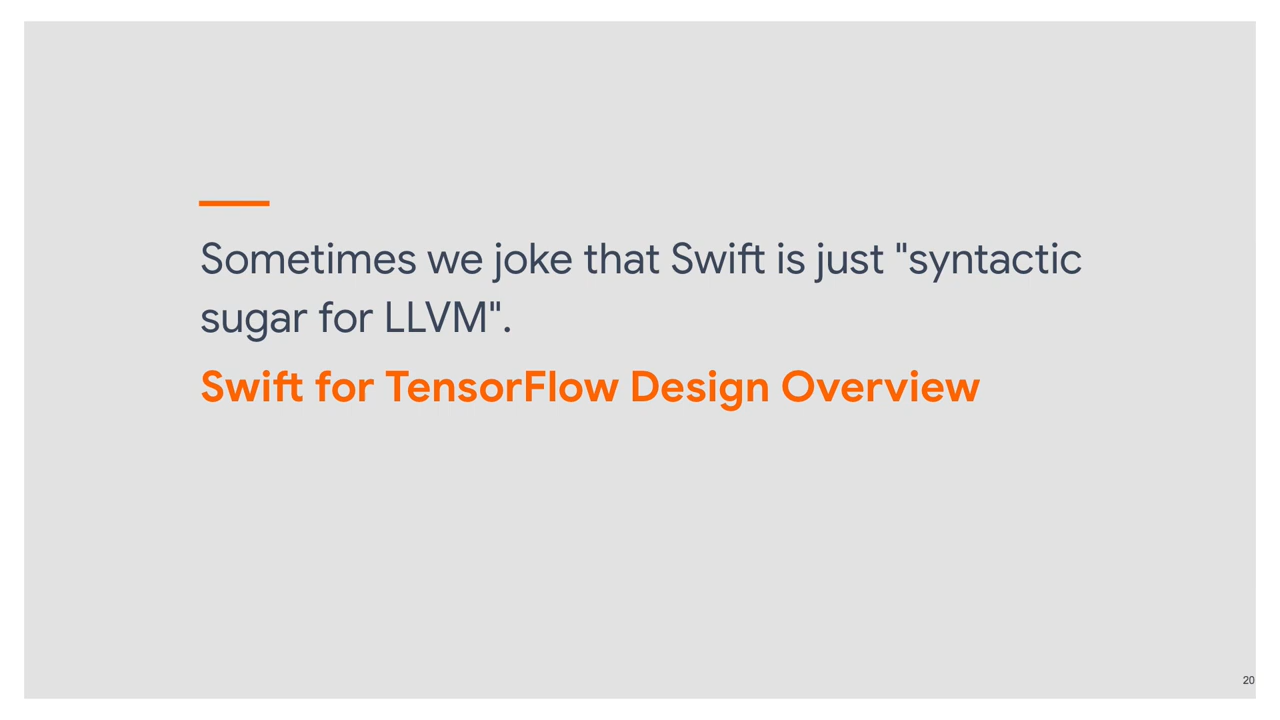 Sometimes we joke that Swift is just "syntactic
sugar for LLVM".
Swift for TensorFlow Design Overview
20